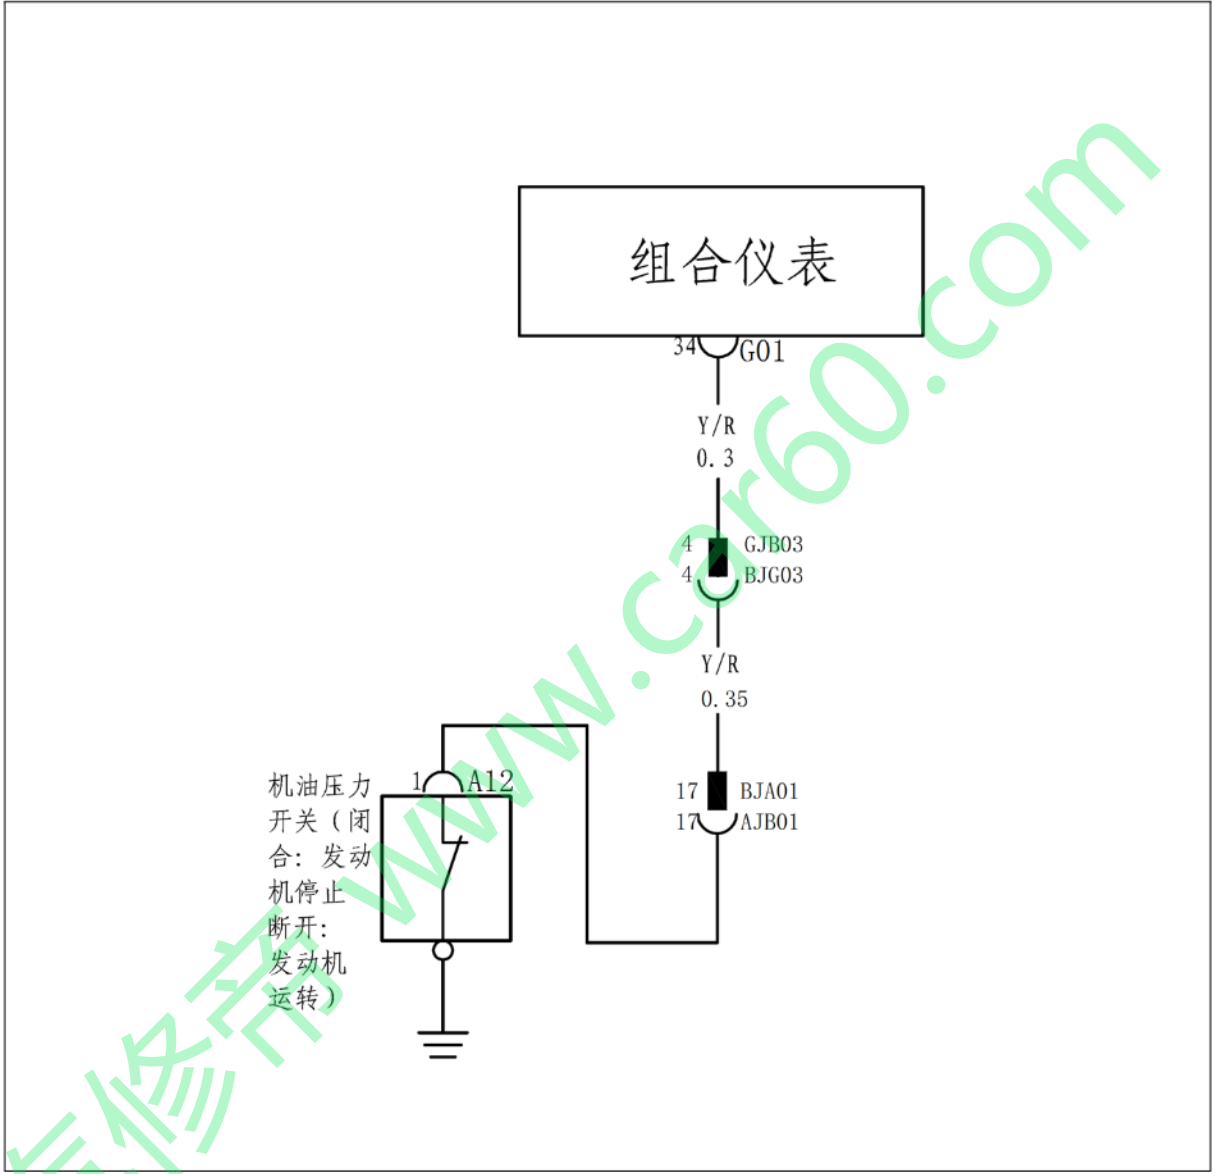 组合仪表
34 G01
Y/R
0.3
4 GJB03
4 BJG03
Y/R
0.35
17 BJA01
17 AJB01
1 A12
机油压力
开关（闭
合：发动
机停止
断开：
发动机
运转）
修帝 www.car60.com